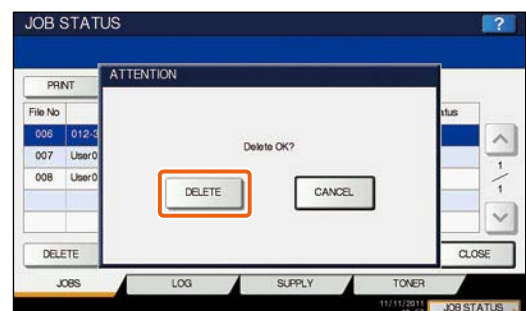 JOB STATUS
?
PRINT
ATTENTION
File No
atus
006 012-3
007 User0
008 User0
Delete OK?
DELETE
CANCEL
1
1
DELETE
CLOSE
JOBS
LOG
SUPPLY
TONER
11/11/2011
JOB STATUS